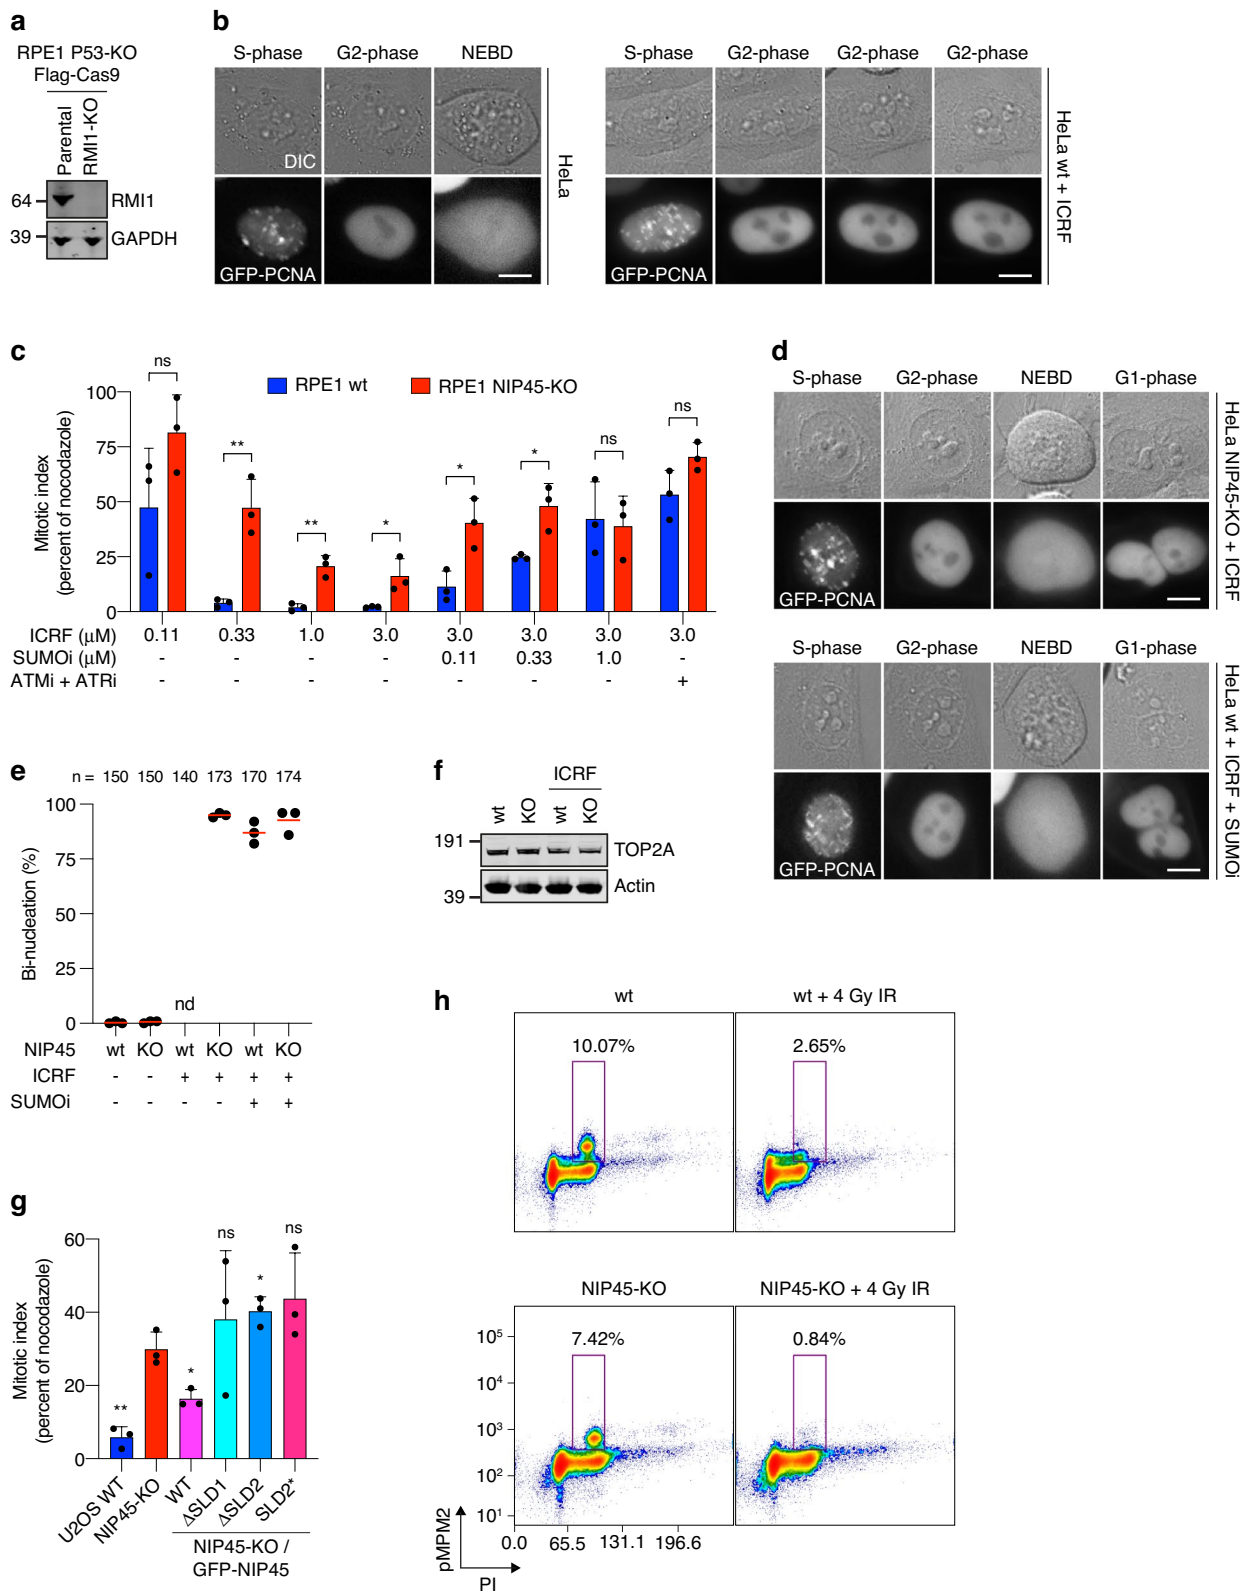 a
RPE1 P53-KO
Flag-Cas9
Parental
RMI1-KO
64
RMI1
39
GAPDH
b
S-phase G2-phase NEBD
DIC
GFP-PCNA
HeLa
S-phase G2-phase G2-phase G2-phase
GFP-PCNA
HeLa wt + ICRF
c
RPE1 wt RPE1 NIP45-KO
Mitotic index
(percent of nocodazole)
100
75
50
25
0
ns ** ** * * * ns ns
ICRF (μM) 0.11 0.33 1.0 3.0 3.0 3.0 3.0 3.0
SUMOi (μM) - - - - 0.11 0.33 1.0 -
ATMi + ATRi - - - - - - - +
d
S-phase G2-phase NEBD G1-phase
GFP-PCNA
HeLa NIP45-KO + ICRF
S-phase G2-phase NEBD G1-phase
GFP-PCNA
HeLa wt + ICRF + SUMOi
e
n = 150 150 140 173 170 174
Bi-nucleation (%)
100
75
50
25
0
nd
NIP45 wt KO wt KO wt KO
ICRF - - + + + +
SUMOi - - - - + +
f
ICRF
wt KO wt KO
191
TOP2A
Actin
39
g
Mitotic index
(percent of nocodazole)
60
40
20
0
** * ns * ns
U2OS WT NIP45-KO WT ΔSLD1 ΔSLD2 SLD2*
NIP45-KO /
GFP-NIP45
h
wt wt + 4 Gy IR
10.07% 2.65%
NIP45-KO NIP45-KO + 4 Gy IR
7.42% 0.84%
10⁵
10⁴
10³
10²
10¹
0.0 65.5 131.1 196.6
pMPM2
PI